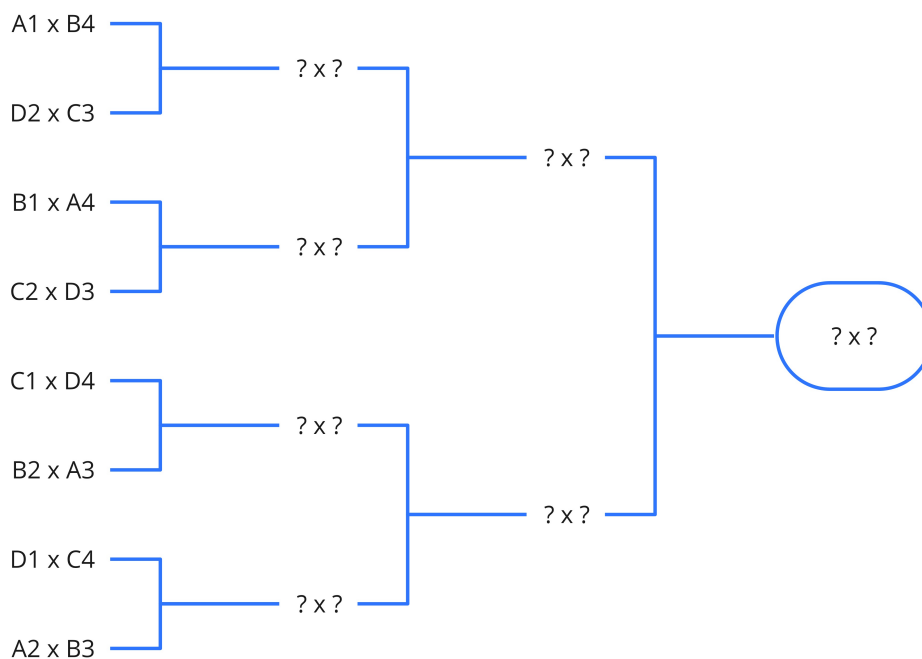 A1 x B4
? x ?
D2 x C3
? x ?
B1 x A4
? x ?
C2 x D3
? x ?
C1 x D4
? x ?
B2 x A3
? x ?
D1 x C4
? x ?
A2 x B3